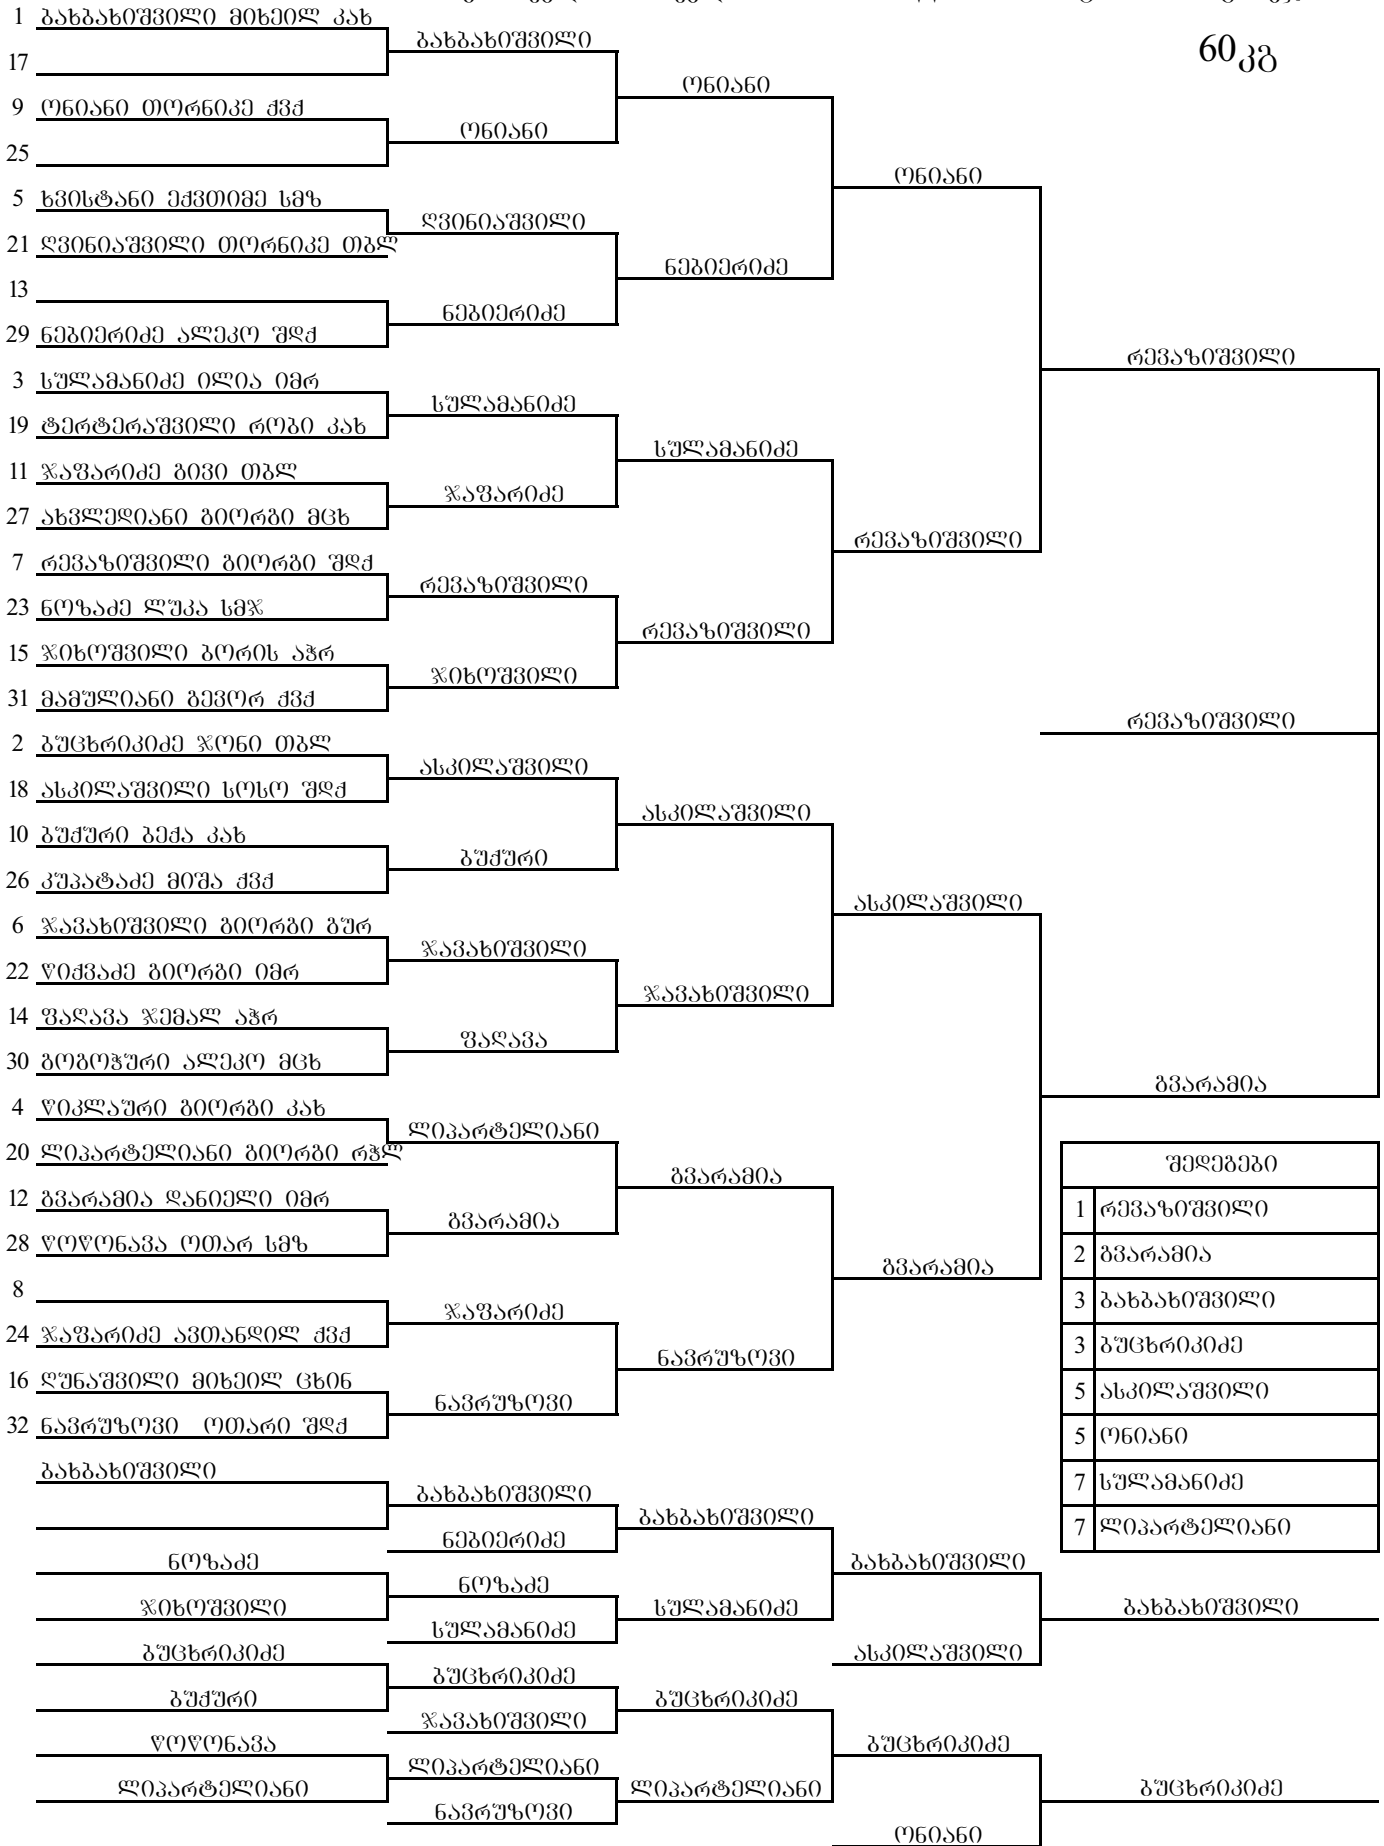 60კგ
1 ბახბახიშვილი მიხეილ კახ
ბახბახიშვილი
17
ონიანი
9 ონიანი თორნიკე ქვქ
ონიანი
25
ონიანი
5 ხვისტანი ექვთიმე სმზ
ღვინიაშვილი
21 ღვინიაშვილი თორნიკე თბლ
ნებიერიძე
13
ნებიერიძე
29 ნებიერიძე ალეკო შდქ
რევაზიშვილი
3 სულამანიძე ილია იმრ
სულამანიძე
19 ტერტერაშვილი რობი კახ
სულამანიძე
11 ჯაფარიძე გივი თბლ
ჯაფარიძე
27 ახვლედიანი გიორგი მცხ
რევაზიშვილი
7 რევაზიშვილი გიორგი შდქ
რევაზიშვილი
23 ნოზაძე ლუკა სმჯ
რევაზიშვილი
15 ჯიხოშვილი ბორის აჭრ
ჯიხოშვილი
31 მამულიანი გევორ ქვქ
რევაზიშვილი
2 ბუცხრიკიძე ჯონი თბლ
ასკილაშვილი
18 ასკილაშვილი სოსო შდქ
ასკილაშვილი
10 ბუქური ბექა კახ
ბუქური
26 კუპატაძე მიშა ქვქ
ასკილაშვილი
6 ჯავახიშვილი გიორგი გურ
ჯავახიშვილი
22 წიქვაძე გიორგი იმრ
ჯავახიშვილი
14 ფაღავა ჯემალ აჭრ
ფაღავა
30 გოგოჭური ალეკო მცხ
გვარამია
4 წიკლაური გიორგი კახ
ლიპარტელიანი
20 ლიპარტელიანი გიორგი რჭლ
გვარამია
12 გვარამია დანიელი იმრ
გვარამია
28 წოწონავა ოთარ სმზ
გვარამია
8
ჯაფარიძე
24 ჯაფარიძე ავთანდილ ქვქ
ნავრუზოვი
16 ღუნაშვილი მიხეილ ცხინ
ნავრუზოვი
32 ნავრუზოვი ოთარი შდქ
შედეგები
1 რევაზიშვილი
2 გვარამია
3 ბახბახიშვილი
3 ბუცხრიკიძე
5 ასკილაშვილი
5 ონიანი
7 სულამანიძე
7 ლიპარტელიანი
ბახბახიშვილი
ბახბახიშვილი
ბახბახიშვილი
ნებიერიძე
ნოზაძე
ბახბახიშვილი
ნოზაძე
ჯიხოშვილი
სულამანიძე
ბახბახიშვილი
სულამანიძე
ბუცხრიკიძე
ასკილაშვილი
ბუცხრიკიძე
ბუქური
ბუცხრიკიძე
ჯავახიშვილი
წოწონავა
ბუცხრიკიძე
ლიპარტელიანი
ლიპარტელიანი
ლიპარტელიანი
ბუცხრიკიძე
ნავრუზოვი
ონიანი